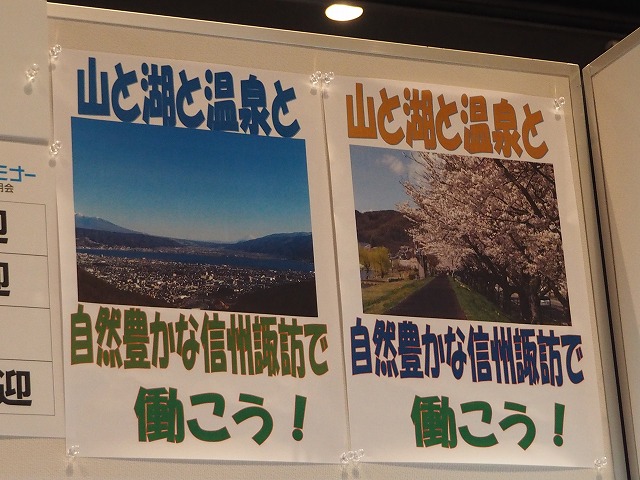 ミナー
明会
迎
迎
迎
山と湖と温泉と
自然豊かな信州諏訪で
働こう!
山と湖と温泉と
自然豊かな信州諏訪で
働こう!